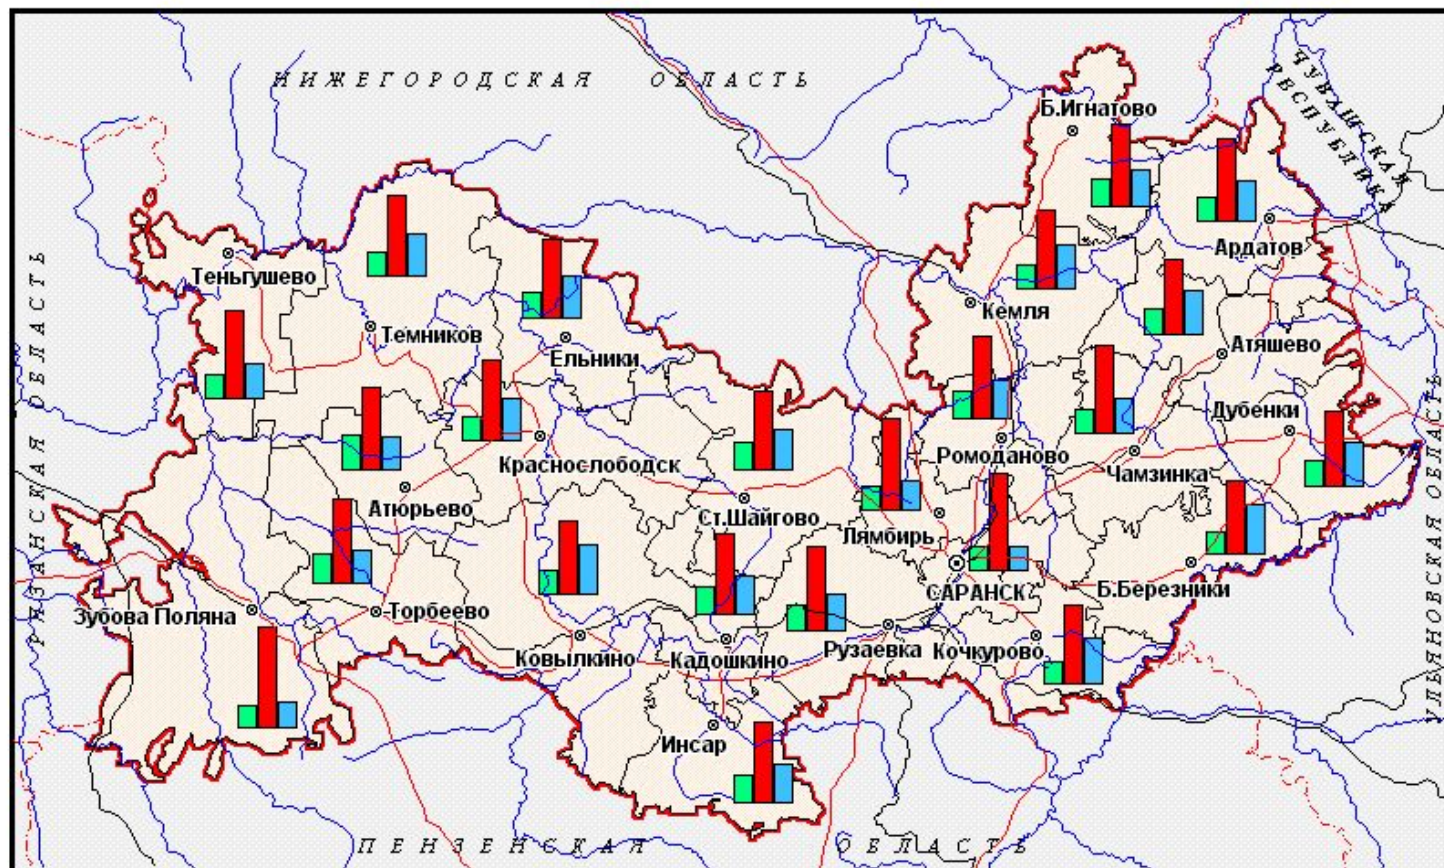 НИЖЕГОРОДСКАЯ ОБЛАСТЬ
ЧУВАШСКАЯ
РЕСПУБЛИКА
Б.Игнатово
Ардатов
Теньгушево
Кемля
Темников
Атяшево
Ельники
РЯЗАНСКАЯ ОБЛАСТЬ
Дубенки
Ромоданово
Краснослободск
Чамзинка
Атюрьево
Ст.Шайгово
Лямбирь
УЛЬЯНОВСКАЯ ОБЛАСТЬ
САРАНСК
Б.Березники
Зубова Поляна
Торбеево
Ковылкино
Кадошкино
Рузаевка
Кочкурово
Инсар
ПЕНЗЕНСКАЯ ОБЛАСТЬ